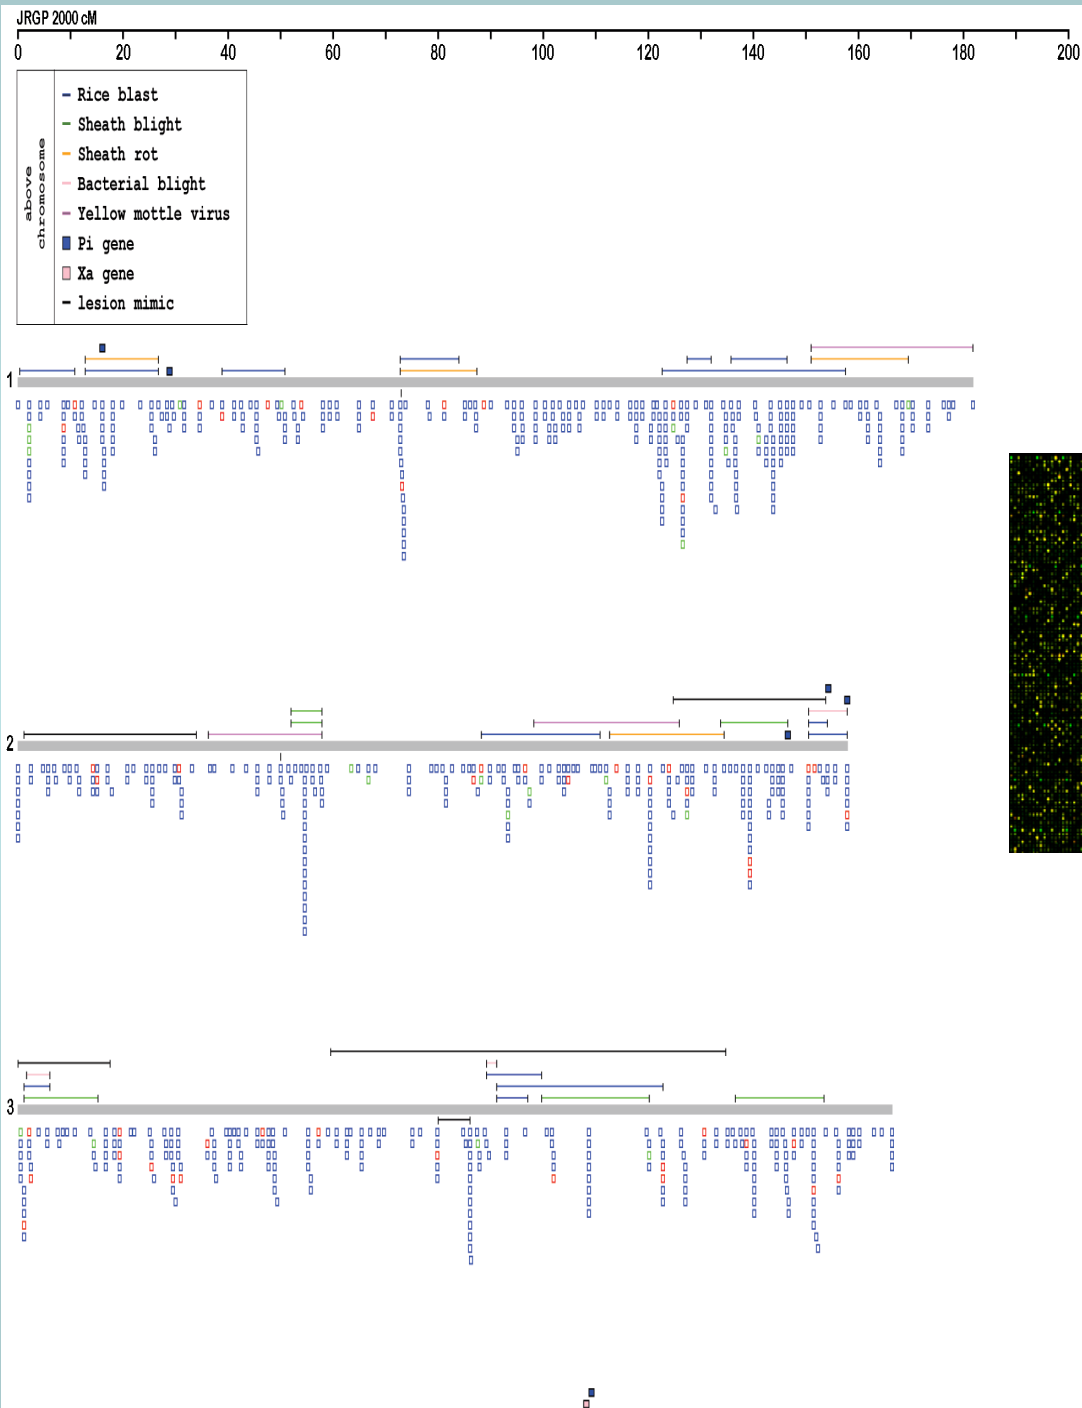 JRGP 2000 cM
0 20 40 60 80 100 120 140 160 180 200
above
chromosome
Rice blast
Sheath blight
Sheath rot
Bacterial blight
Yellow mottle virus
Pi gene
Xa gene
lesion mimic
1
2
3